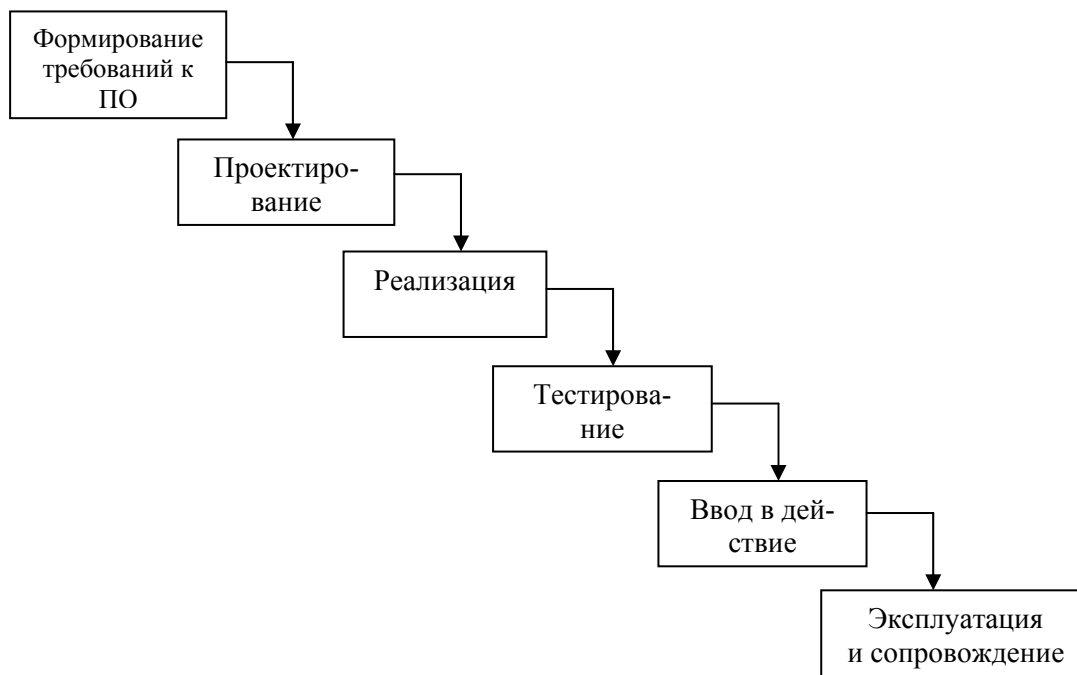 Формирование
требований к
ПО
Проектиро-
вание
Реализация
Тестирова-
ние
Ввод в дей-
ствие
Эксплуатация
и сопровождение